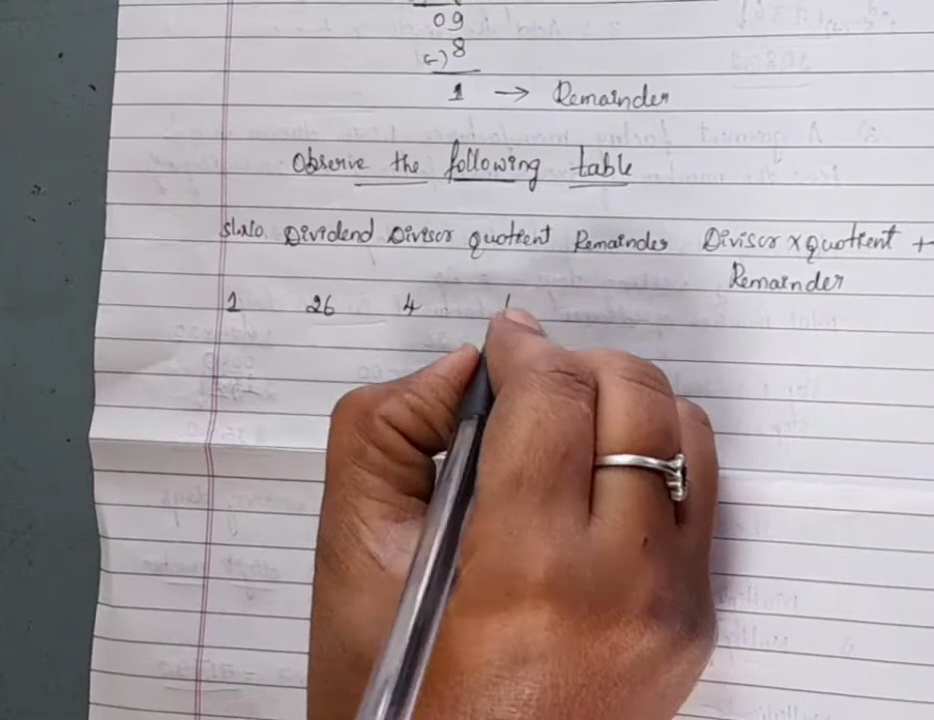 09
(-) 8
1 → Remainder
Observe the following table
Sl.No. Dividend Divisor quotient Remainder Divisor x quotient +
Remainder
1 26 4